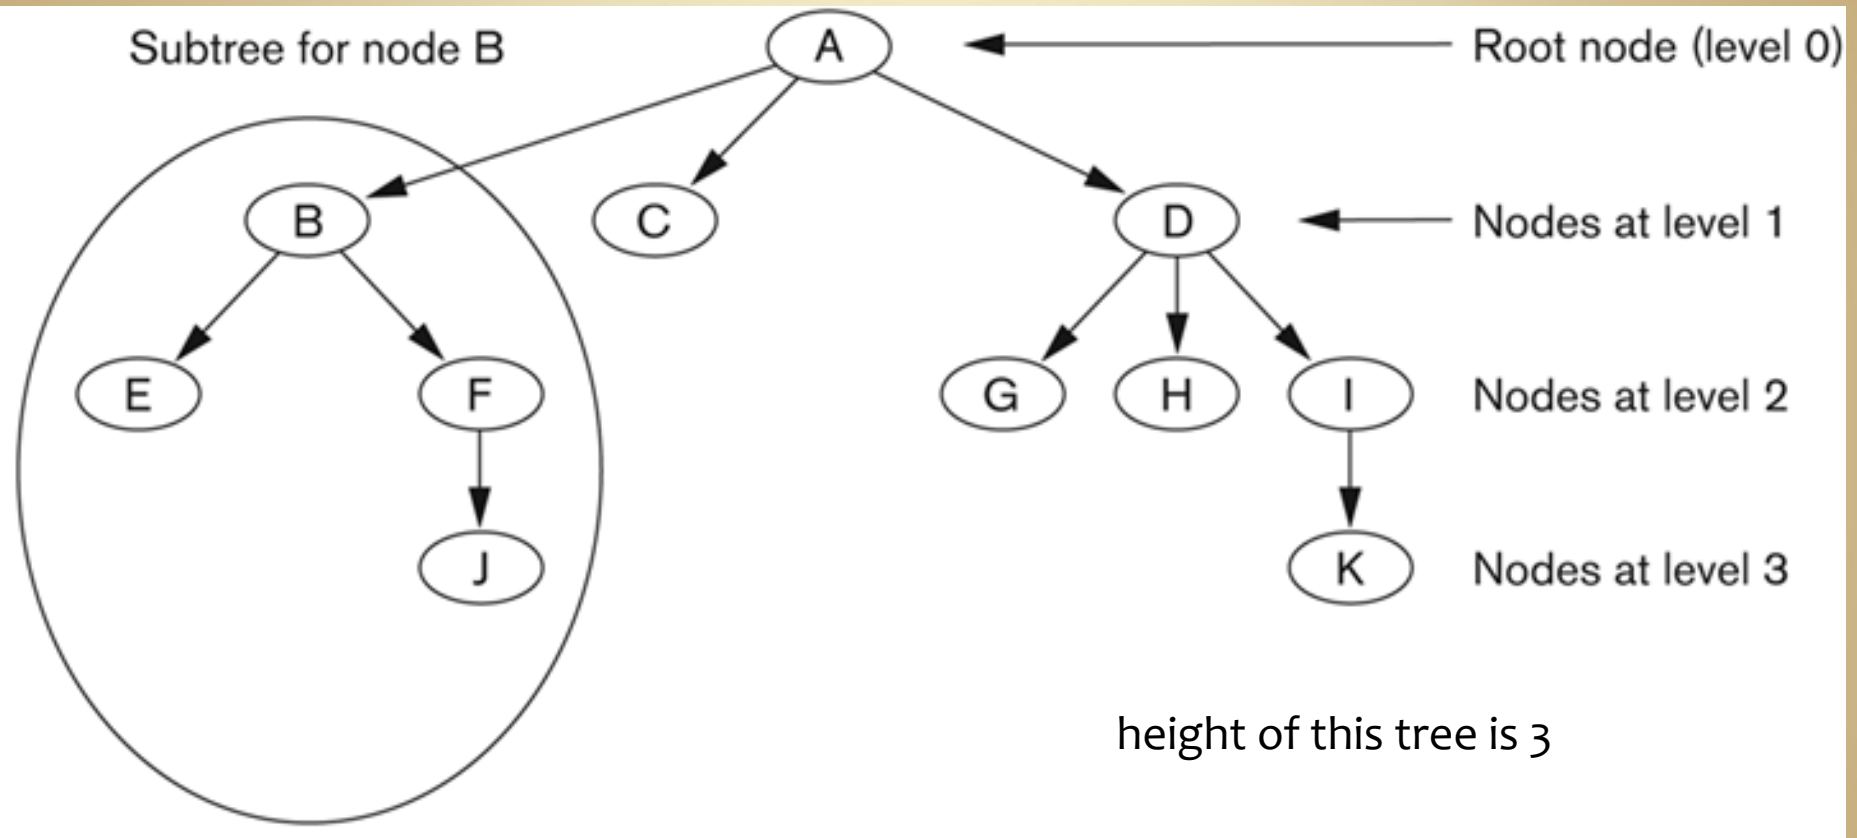 Subtree for node B
A
Root node (level 0)
B
C
D
Nodes at level 1
E
F
G
H
I
Nodes at level 2
J
K
Nodes at level 3
height of this tree is 3